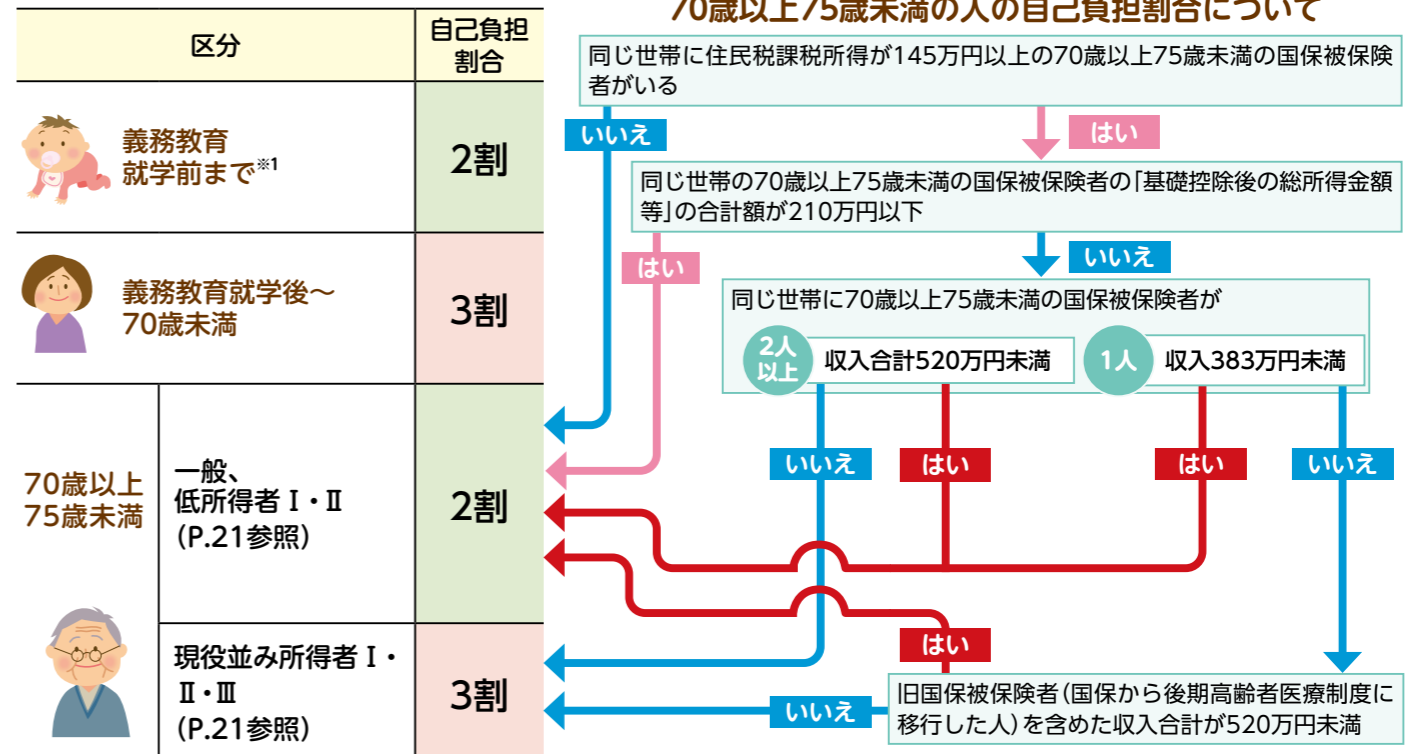 区分
自己負担
割合
義務教育
就学前まで※1
2割
義務教育就学後～
70歳未満
3割
70歳以上
75歳未満
一般、
低所得者Ⅰ・Ⅱ
（P.21参照）
2割
現役並み所得者Ⅰ・
Ⅱ・Ⅲ
（P.21参照）
3割
70歳以上75歳未満の人の自己負担割合について
同じ世帯に住民税課税所得が145万円以上の70歳以上75歳未満の国保被保険
者がいる
いいえ
はい
同じ世帯の70歳以上75歳未満の国保被保険者の「基礎控除後の総所得金額
等」の合計額が210万円以下
はい
いいえ
同じ世帯に70歳以上75歳未満の国保被保険者が
2人
以上
収入合計520万円未満
1人
収入383万円未満
いいえ
はい
はい
いいえ
はい
旧国保被保険者（国保から後期高齢者医療制度に
移行した人）を含めた収入合計が520万円未満
いいえ